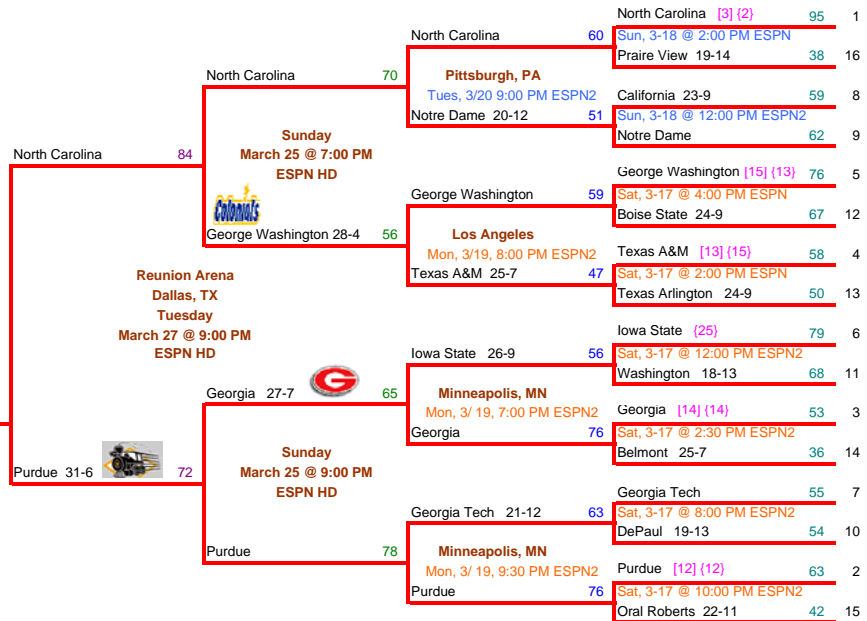 North Carolina [3] {2} 95 1
North Carolina 60 Sun, 3-18 @ 2:00 PM ESPN
Praire View 19-14 38 16
North Carolina 70 Pittsburgh, PA
Tues, 3/20 9:00 PM ESPN2 California 23-9 59 8
Notre Dame 20-12 51 Sun, 3-18 @ 12:00 PM ESPN2
Sunday Notre Dame 62 9
North Carolina 84 March 25 @ 7:00 PM
ESPN HD George Washington [15] {13} 76 5
George Washington 59 Sat, 3-17 @ 4:00 PM ESPN
Colonials Boise State 24-9 67 12
George Washington 28-4 56 Los Angeles
Mon, 3/19, 8:00 PM ESPN2 Texas A&M [13] {15} 58 4
Reunion Arena Texas A&M 25-7 47 Sat, 3-17 @ 2:00 PM ESPN
Dallas, TX Texas Arlington 24-9 50 13
Tuesday
March 27 @ 9:00 PM Iowa State {25} 79 6
ESPN HD Iowa State 26-9 56 Sat, 3-17 @ 12:00 PM ESPN2
Washington 18-13 68 11
Georgia 27-7 G 65 Minneapolis, MN
Mon, 3/ 19, 7:00 PM ESPN2 Georgia [14] {14} 53 3
Georgia 76 Sat, 3-17 @ 2:30 PM ESPN2
Sunday Belmont 25-7 36 14
Purdue 31-6 72 March 25 @ 9:00 PM
ESPN HD Georgia Tech 55 7
Georgia Tech 21-12 63 Sat, 3-17 @ 8:00 PM ESPN2
DePaul 19-13 54 10
Purdue 78 Minneapolis, MN
Mon, 3/ 19, 9:30 PM ESPN2 Purdue [12] {12} 63 2
Purdue 76 Sat, 3-17 @ 10:00 PM ESPN2
Oral Roberts 22-11 42 15